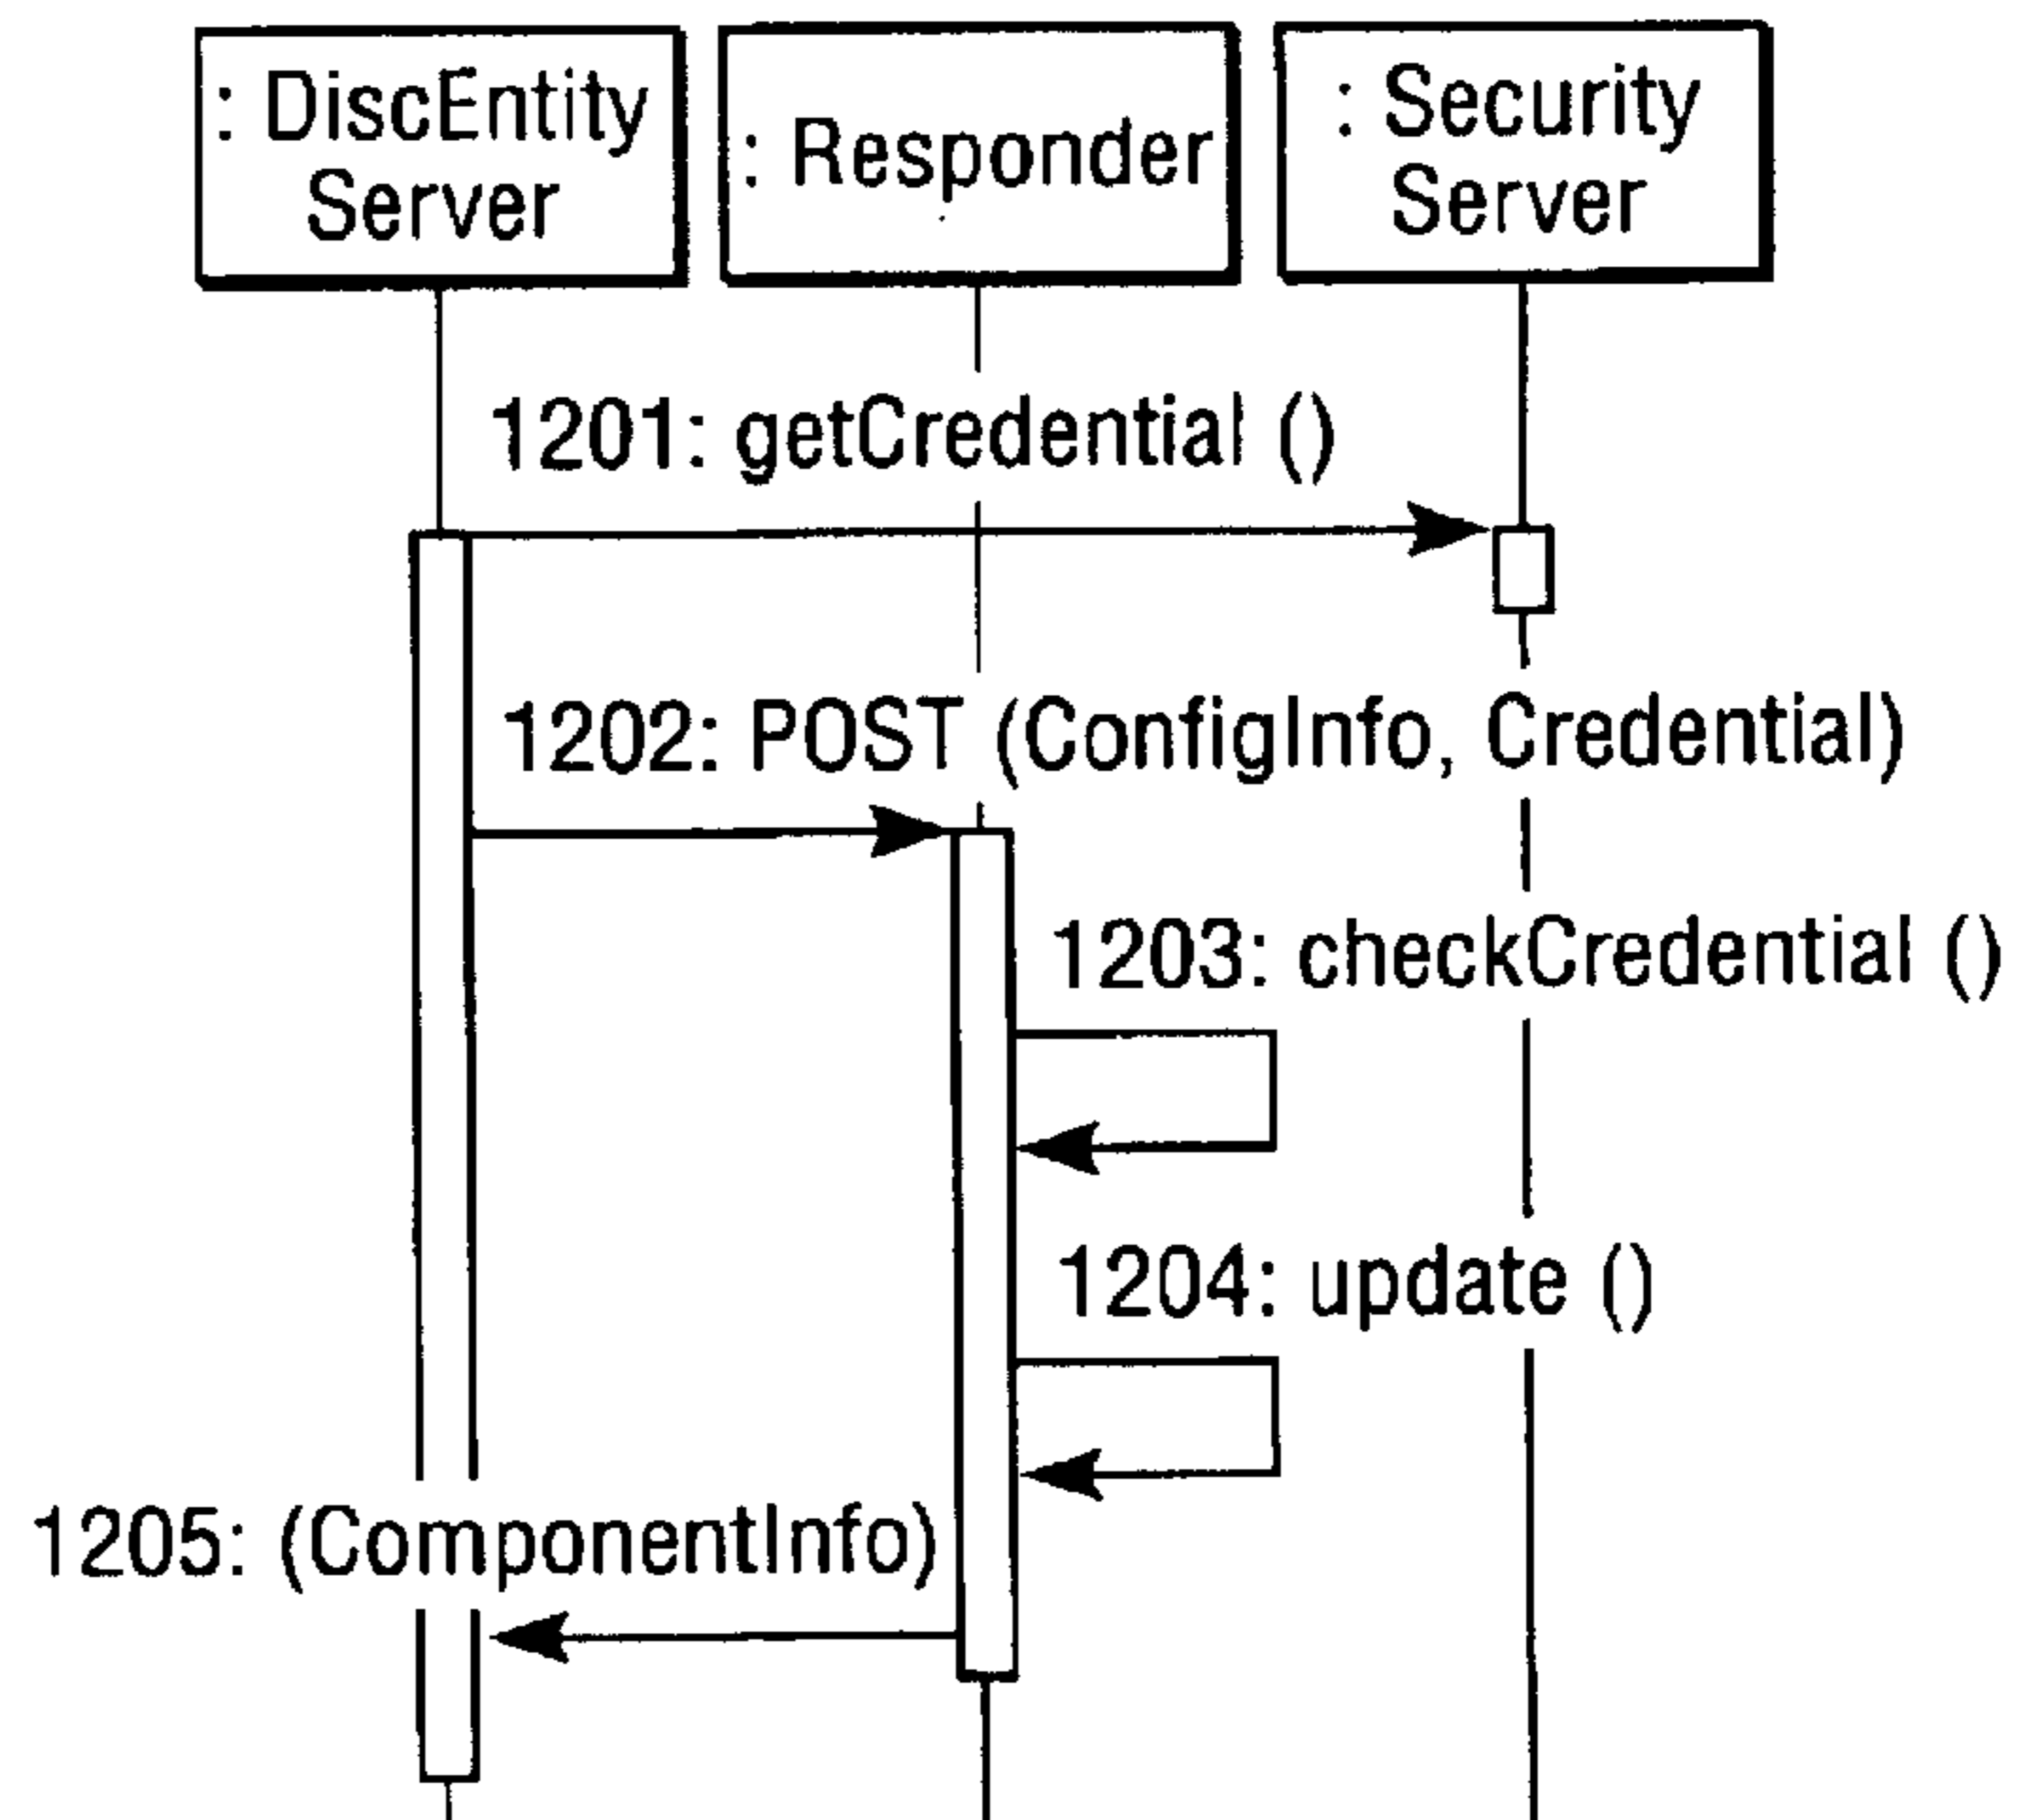 : DiscEntity
Server
: Responder
: Security
Server
1201: getCredential ()
1202: POST (ConfigInfo, Credential)
1203: checkCredential ()
1204: update ()
1205: (ComponentInfo)